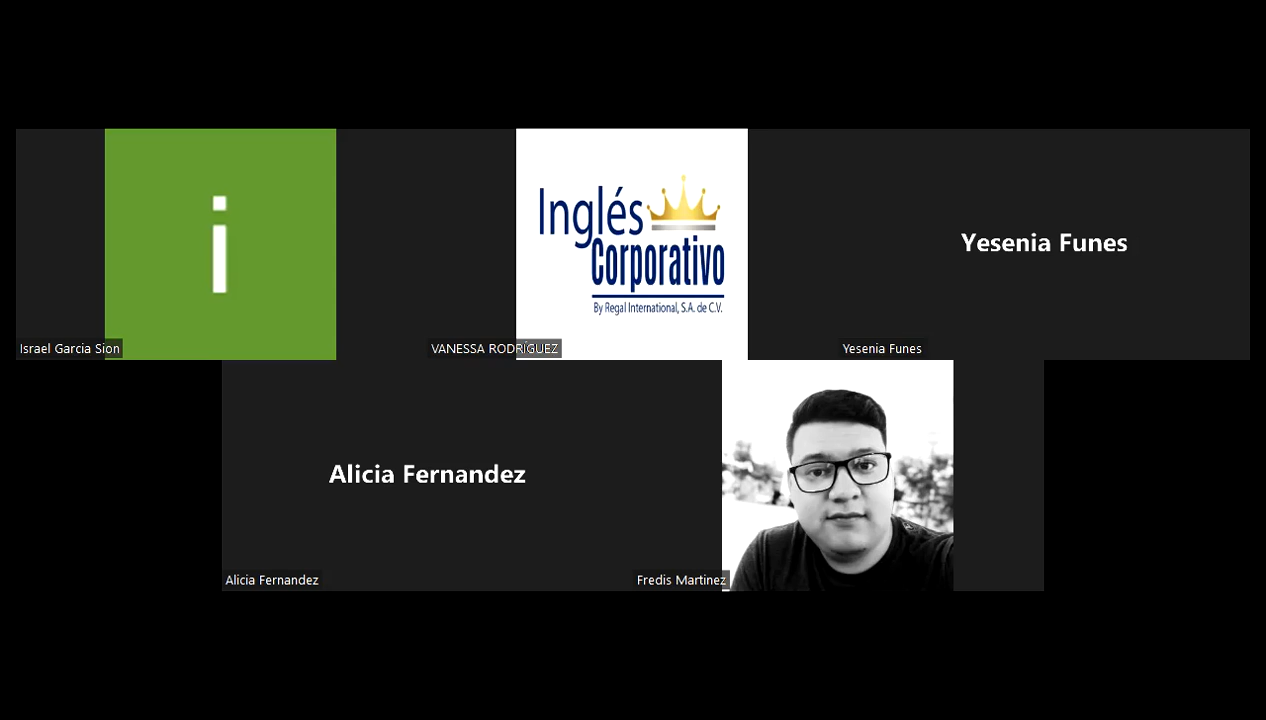 i
Israel Garcia Sion
Inglés
Corporativo
By Regal International, S.A. de C.V.
VANESSA RODRÍGUEZ
Yesenia Funes
Yesenia Funes
Alicia Fernandez
Alicia Fernandez
Fredis Martinez